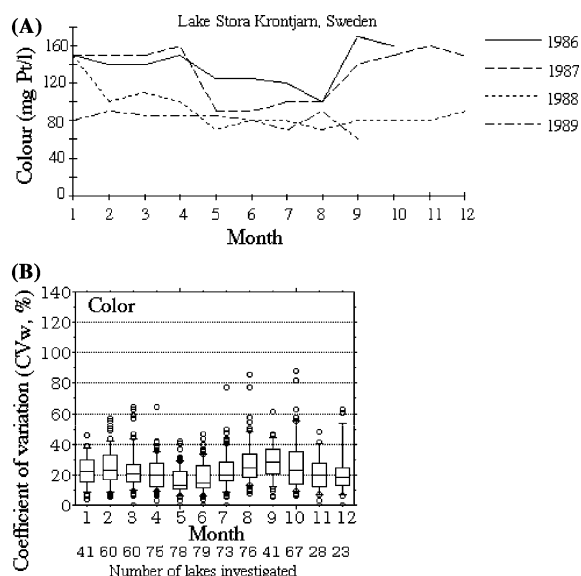 (A)
Lake Stora Krontjarn, Sweden
Colour (mg Pt/l)
160
120
80
40
0
1 2 3 4 5 6 7 8 9 10 11 12
Month
1986
1987
1988
1989
(B)
Color
Coefficient of variation (CVw, %)
140
120
100
80
60
40
20
0
1 2 3 4 5 6 7 8 9 10 11 12
Month
41 60 60 75 78 79 73 76 41 67 28 23
Number of lakes investigated